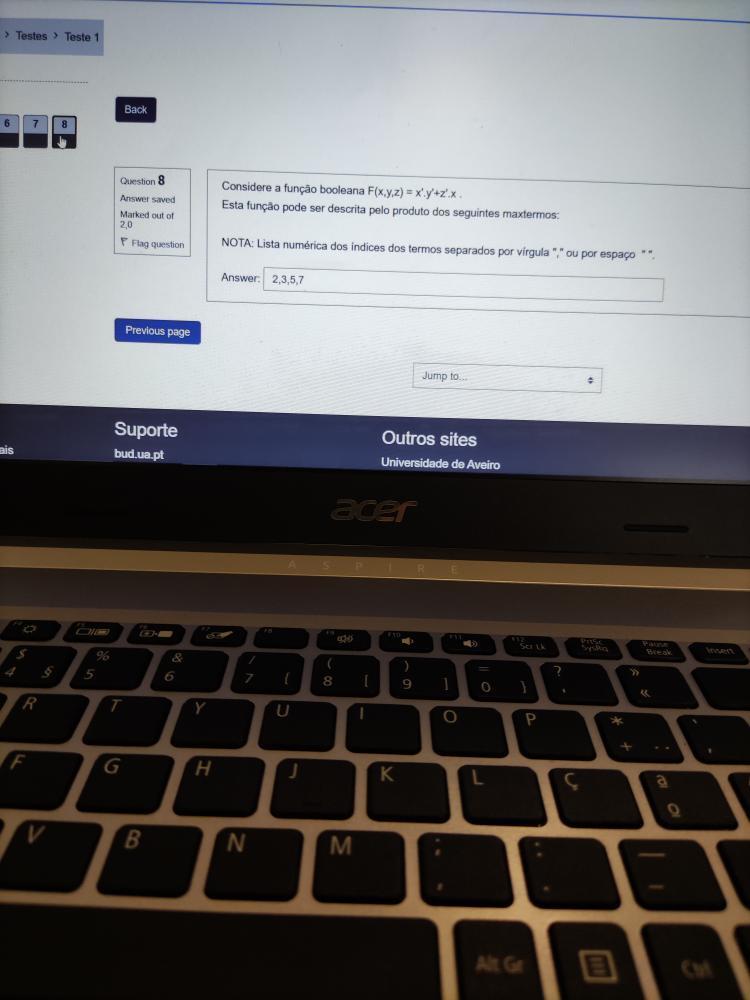 > Testes > Teste 1
Back
6 7 8
Question 8
Answer saved
Marked out of
2,0
Flag question
Considere a função booleana F(x,y,z) = x'.y'+z'.x .
Esta função pode ser descrita pelo produto dos seguintes maxtermos:
NOTA: Lista numérica dos índices dos termos separados por vírgula "," ou por espaço " ".
Answer: 2,3,5,7
Previous page
Jump to...
ais
Suporte
bud.ua.pt
Outros sites
Universidade de Aveiro
acer
ASPIRE
F8 F9 F10 F11 F12 Scr Lk PrtSc SysRq Pause Break Insert
$ 4 § % 5 & 6 / 7 { ( 8 [ ) 9 ] = 0 } ? ' » «
R T Y U I O P * + ¨ ` ´
F G H J K L Ç ª º
V B N M ; , : . _ -
Alt Gr Ctrl